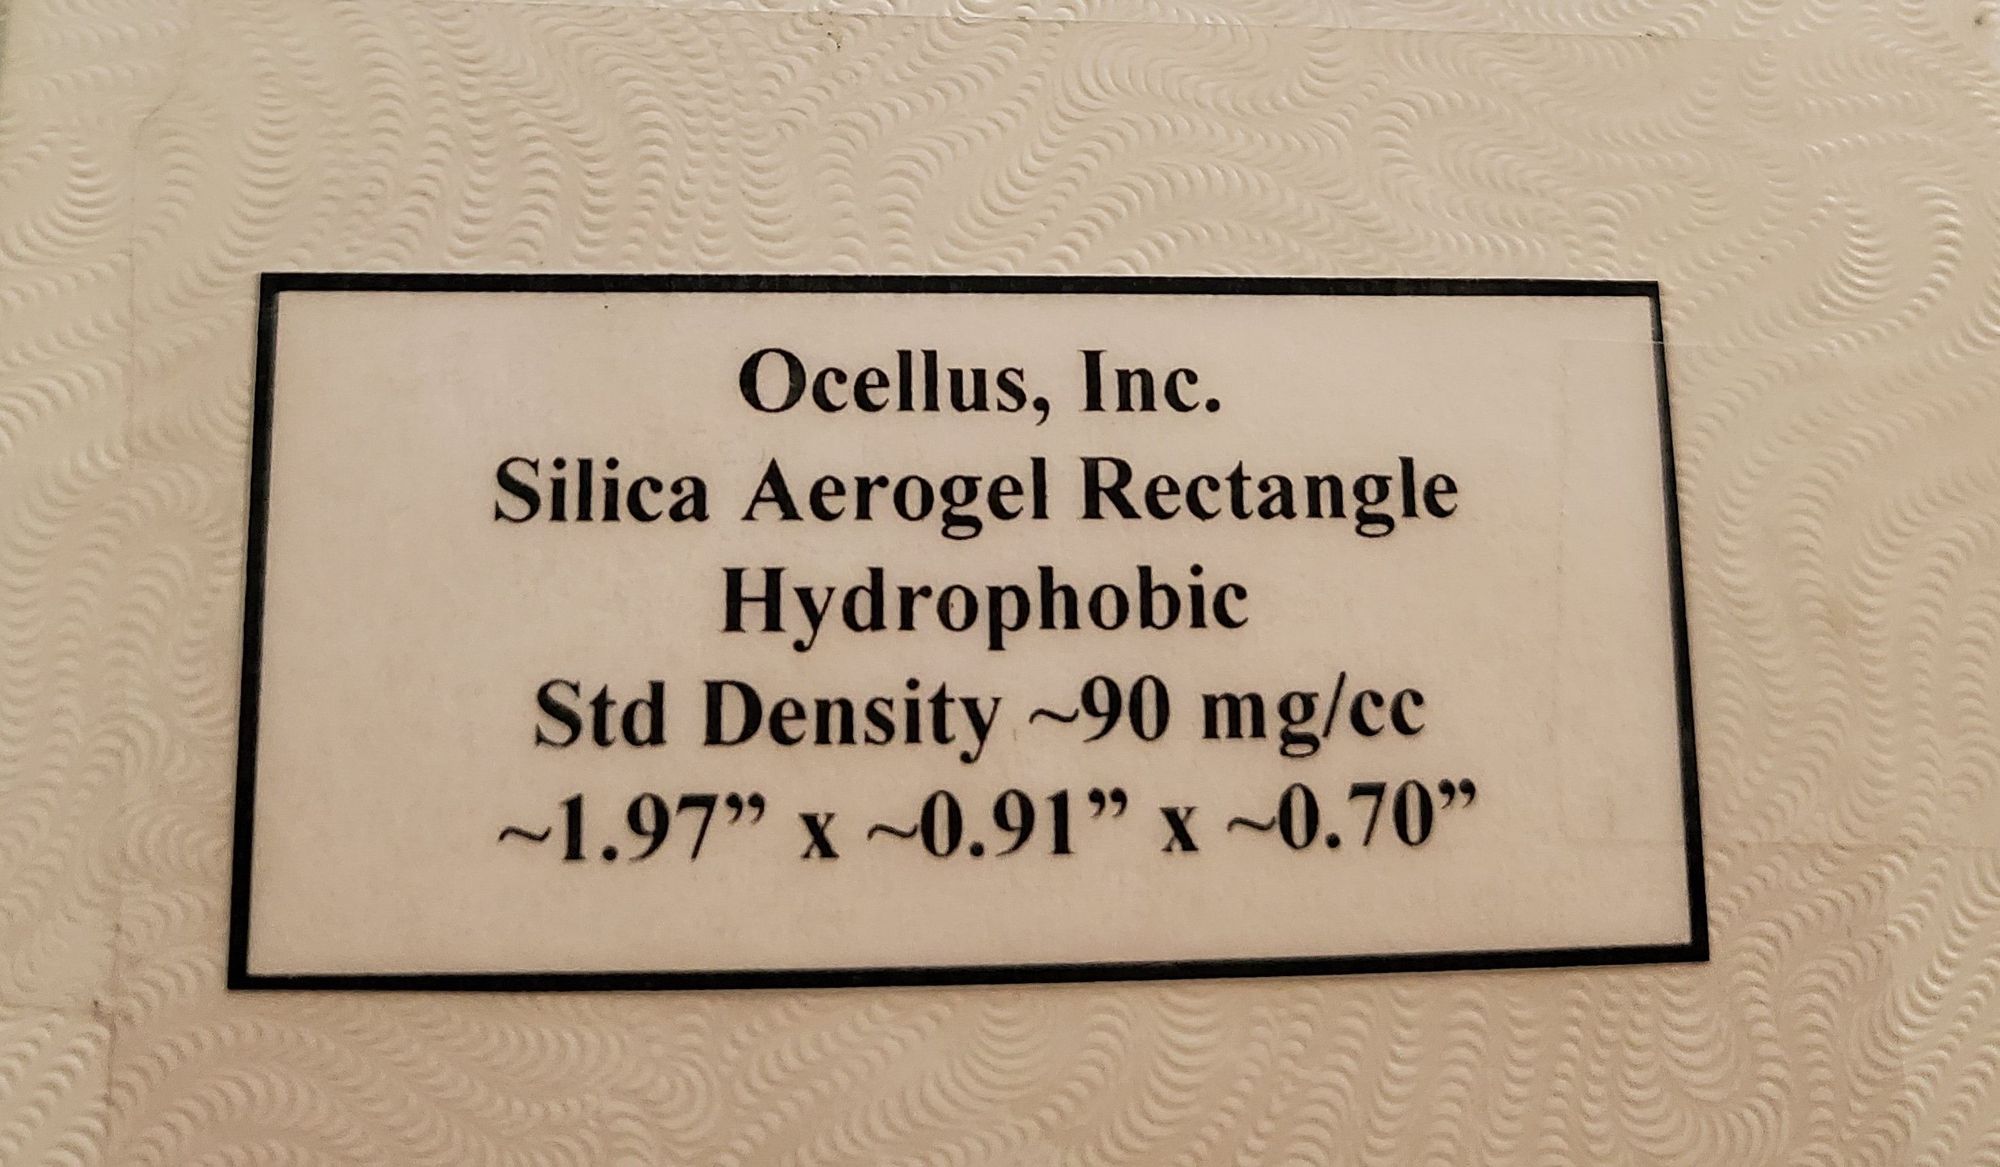 Ocellus, Inc.
Silica Aerogel Rectangle
Hydrophobic
Std Density ~90 mg/cc
~1.97” x ~0.91” x ~0.70”